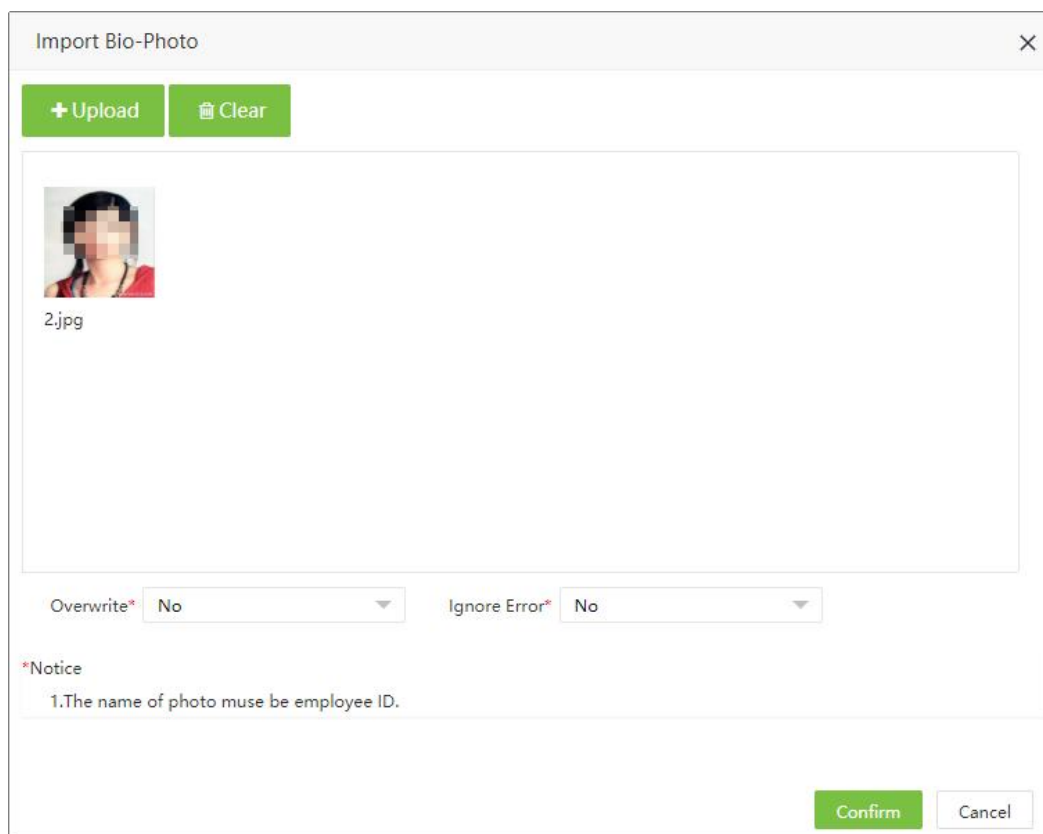 Import Bio-Photo
Upload Clear
2.jpg
Overwrite* No Ignore Error* No
*Notice
1.The name of photo muse be employee ID.
Confirm Cancel